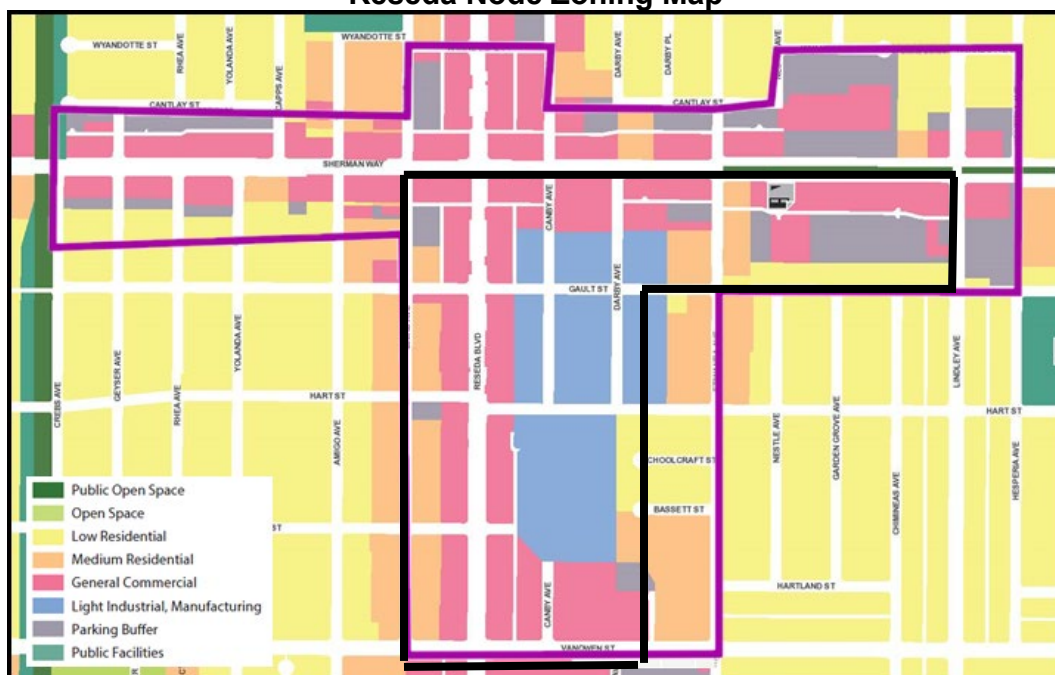 Reseda Node Zoning Map
WYANDOTTE ST
WYANDOTTE ST
RHEA AVE
YOLANDA AVE
CAPPS AVE
DARBY AVE
DARBY PL
CANTLAY ST
CANTLAY ST
SHERMAN WAY
CANBY AVE
DARBY AVE
GAULT ST
RESEDA BLVD
LINDLEY AVE
CREBS AVE
GEYSER AVE
RHEA AVE
YOLANDA AVE
HART ST
HART ST
AMIGO AVE
NESTLE AVE
GARDEN GROVE AVE
CHIMINEAS AVE
HESPERIA AVE
CHOOLCRAFT ST
BASSETT ST
ST
HARTLAND ST
CANBY AVE
VANOWEN ST
Public Open Space
Open Space
Low Residential
Medium Residential
General Commercial
Light Industrial, Manufacturing
Parking Buffer
Public Facilities